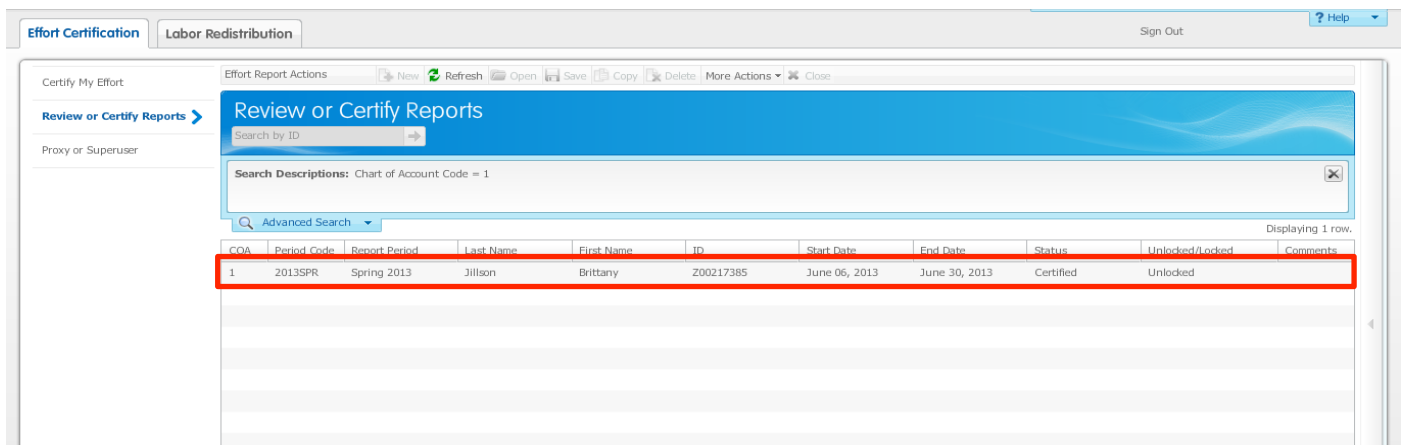 ? Help
Effort Certification Labor Redistribution Sign Out
Certify My Effort
Review or Certify Reports
Proxy or Superuser
Effort Report Actions New Refresh Open Save Copy Delete More Actions Close
Review or Certify Reports
Search by ID
Search Descriptions: Chart of Account Code = 1
Advanced Search
Displaying 1 row.
COA Period Code Report Period Last Name First Name ID Start Date End Date Status Unlocked/Locked Comments
1 2013SPR Spring 2013 Jillson Brittany Z00217385 June 06, 2013 June 30, 2013 Certified Unlocked